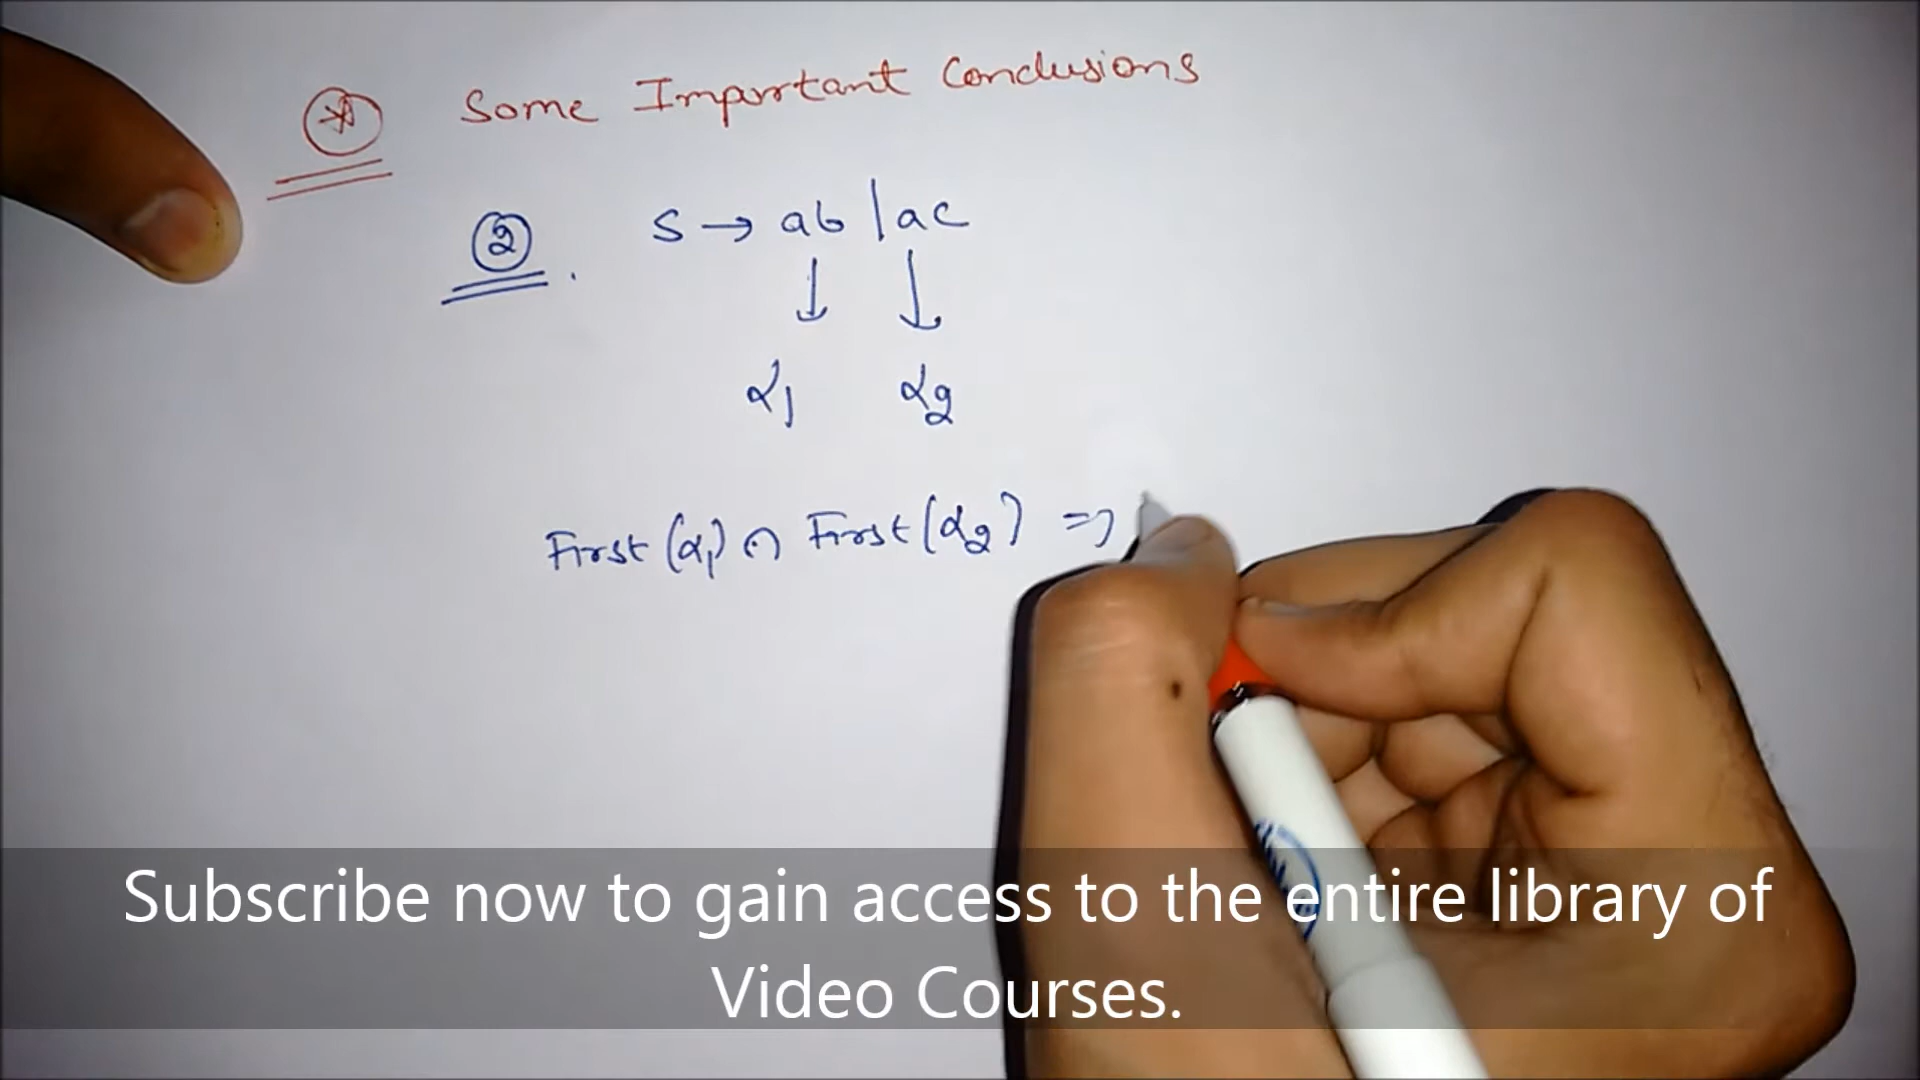 * Some Important Conclusions
2. S → ab | ac
↓ ↓
α1 α2
First (α1) ∩ First (α2) ⇒
Subscribe now to gain access to the entire library of
Video Courses.